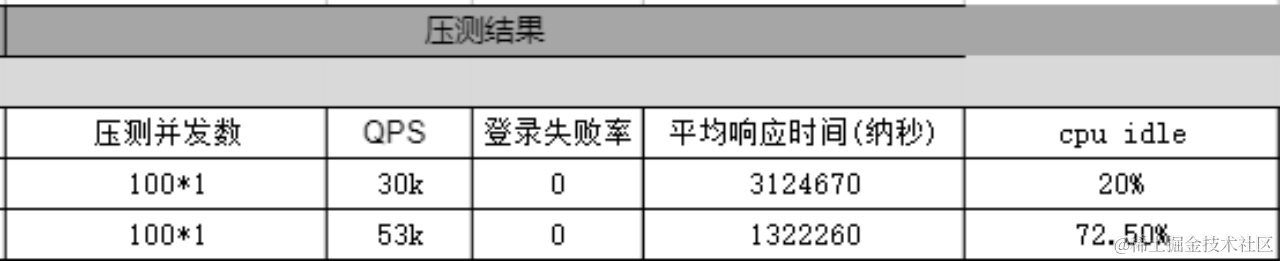 压测结果
压测并发数 QPS 登录失败率 平均响应时间(纳秒) cpu idle
100*1 30k 0 3124670 20%
100*1 53k 0 1322260 72.50%
@稀土掘金技术社区